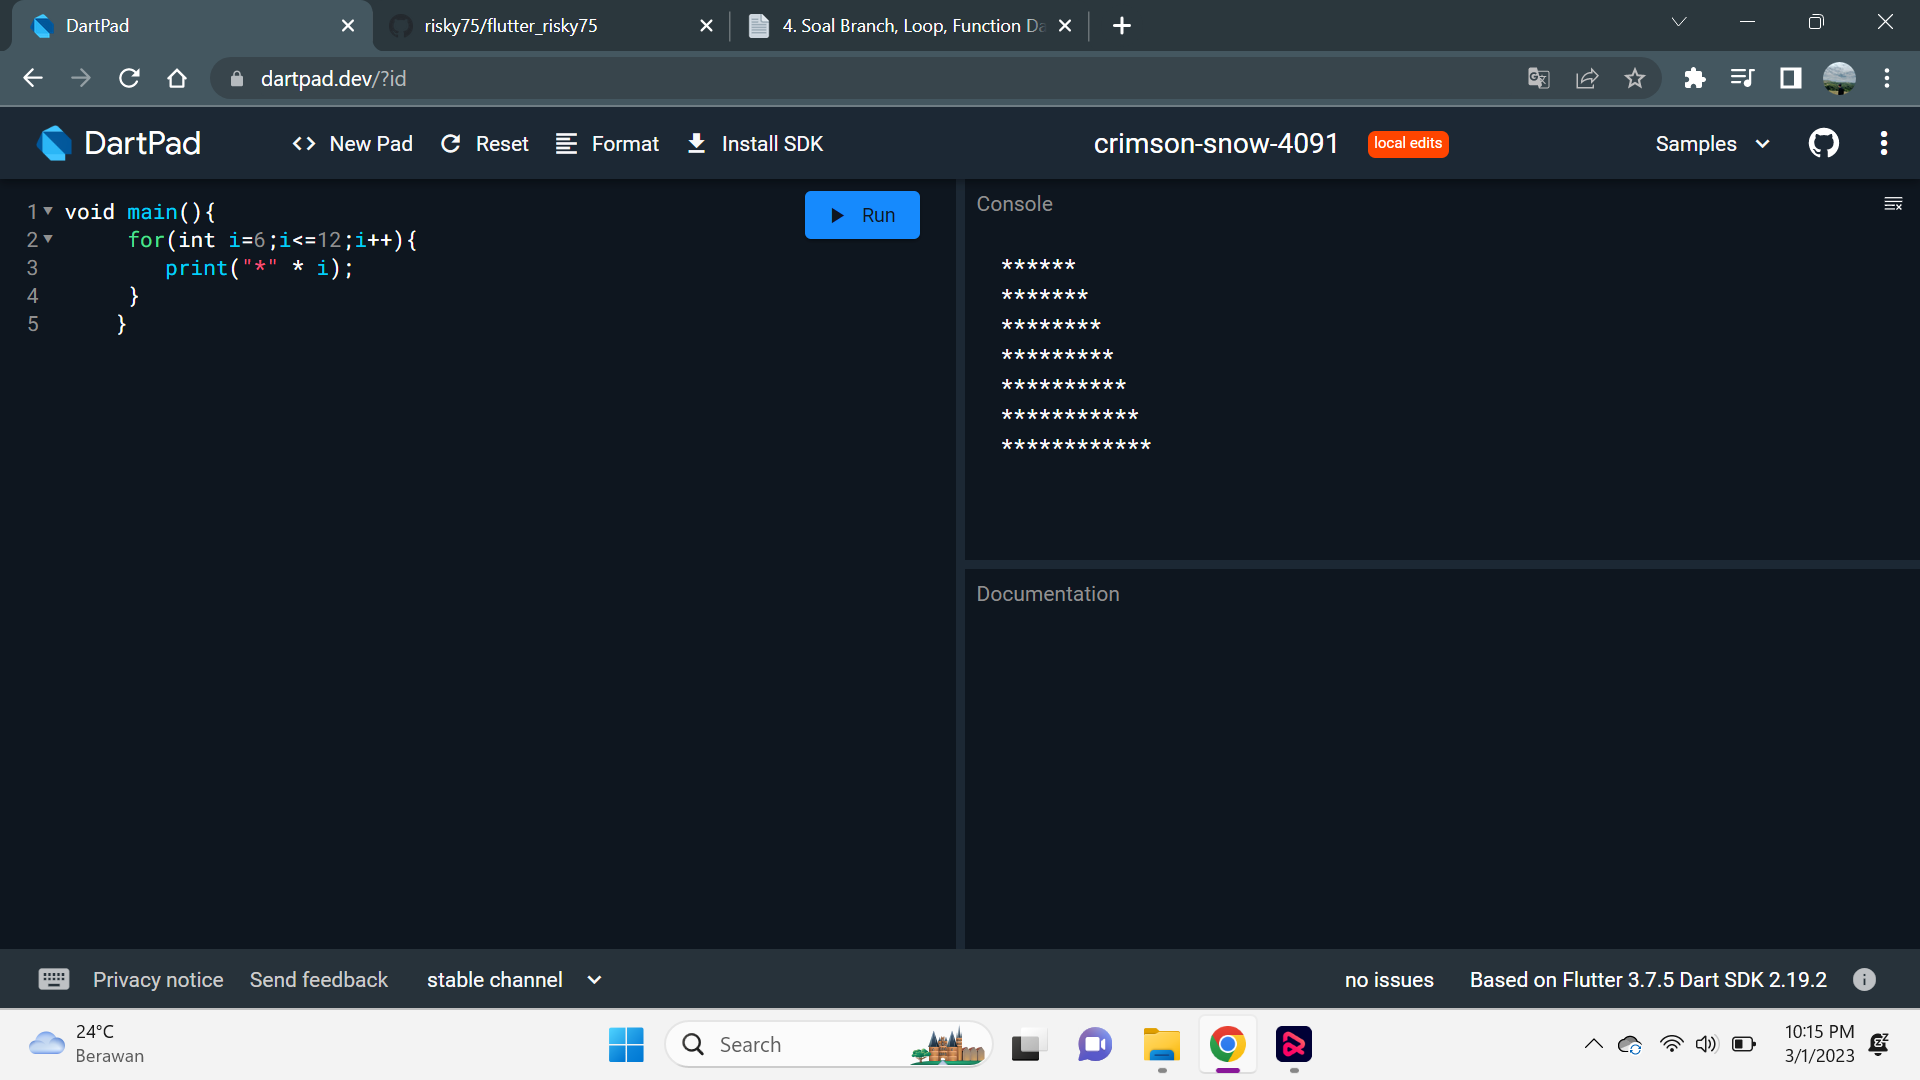 DartPad
risky75/flutter_risky75
4. Soal Branch, Loop, Function Da
dartpad.dev/?id
DartPad
<> New Pad
Reset
Format
Install SDK
crimson-snow-4091
local edits
Samples
1 void main(){
2 for(int i=6;i<=12;i++){
3 print("*" * i);
4 }
5 }
Run
Console
******
*******
********
*********
**********
***********
************
Documentation
Privacy notice
Send feedback
stable channel
no issues
Based on Flutter 3.7.5 Dart SDK 2.19.2
24°C
Berawan
Search
10:15 PM
3/1/2023